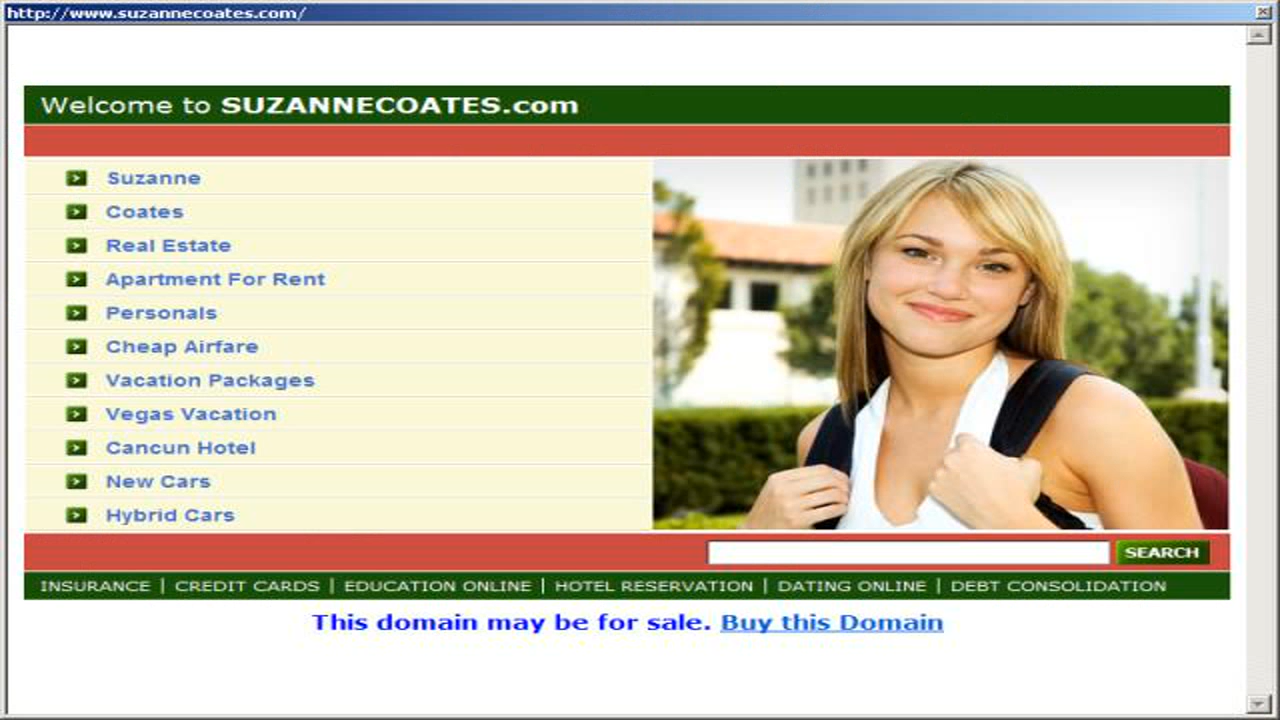 http://www.suzannecoates.com/
Welcome to SUZANNECOATES.com
Suzanne
Coates
Real Estate
Apartment For Rent
Personals
Cheap Airfare
Vacation Packages
Vegas Vacation
Cancun Hotel
New Cars
Hybrid Cars
SEARCH
INSURANCE | CREDIT CARDS | EDUCATION ONLINE | HOTEL RESERVATION | DATING ONLINE | DEBT CONSOLIDATION
This domain may be for sale. Buy this Domain